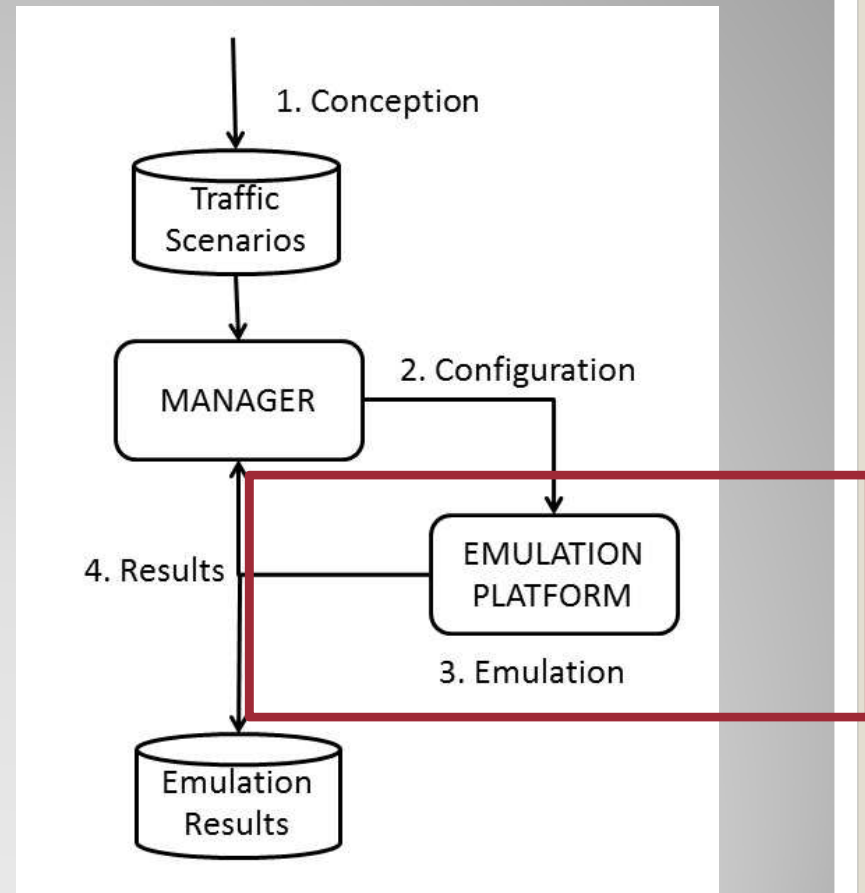 1. Conception
Traffic
Scenarios
2. Configuration
MANAGER
EMULATION
PLATFORM
4. Results
3. Emulation
Emulation
Results